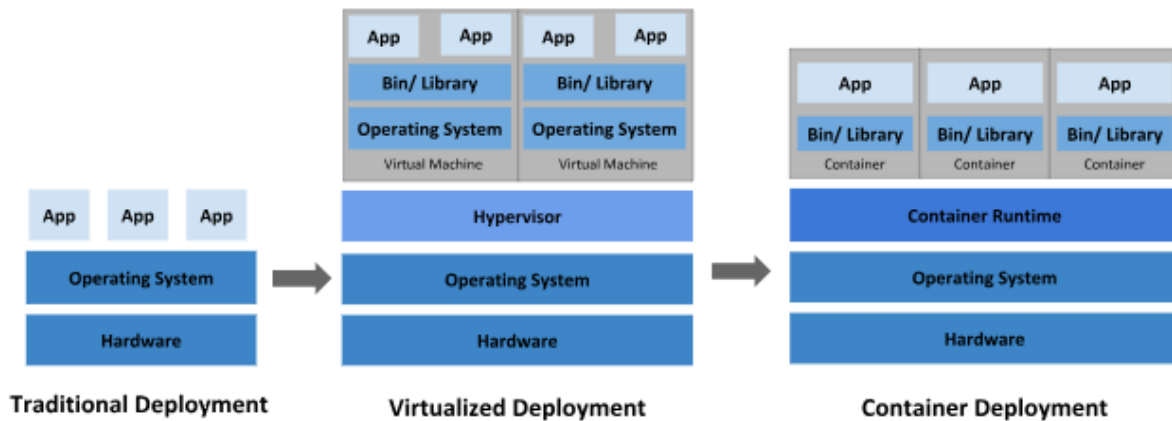 App
App
App
Operating System
Hardware
Traditional Deployment
App
App
App
App
Bin/ Library
Bin/ Library
Operating System
Operating System
Virtual Machine
Virtual Machine
Hypervisor
Operating System
Hardware
Virtualized Deployment
App
App
App
Bin/ Library
Bin/ Library
Bin/ Library
Container
Container
Container
Container Runtime
Operating System
Hardware
Container Deployment